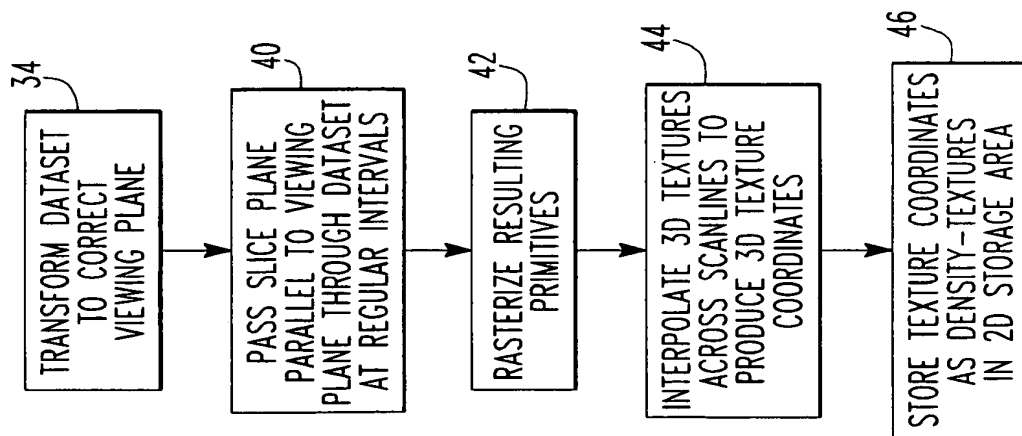 34
TRANSFORM DATASET
TO CORRECT
VIEWING PLANE
40
PASS SLICE PLANE
PARALLEL TO VIEWING
PLANE THROUGH DATASET
AT REGULAR INTERVALS
42
RASTERIZE RESULTING
PRIMITIVES
44
INTERPOLATE 3D TEXTURES
ACROSS SCANLINES TO
PRODUCE 3D TEXTURE
COORDINATES
46
STORE TEXTURE COORDINATES
AS DENSITY-TEXTURES
IN 2D STORAGE AREA